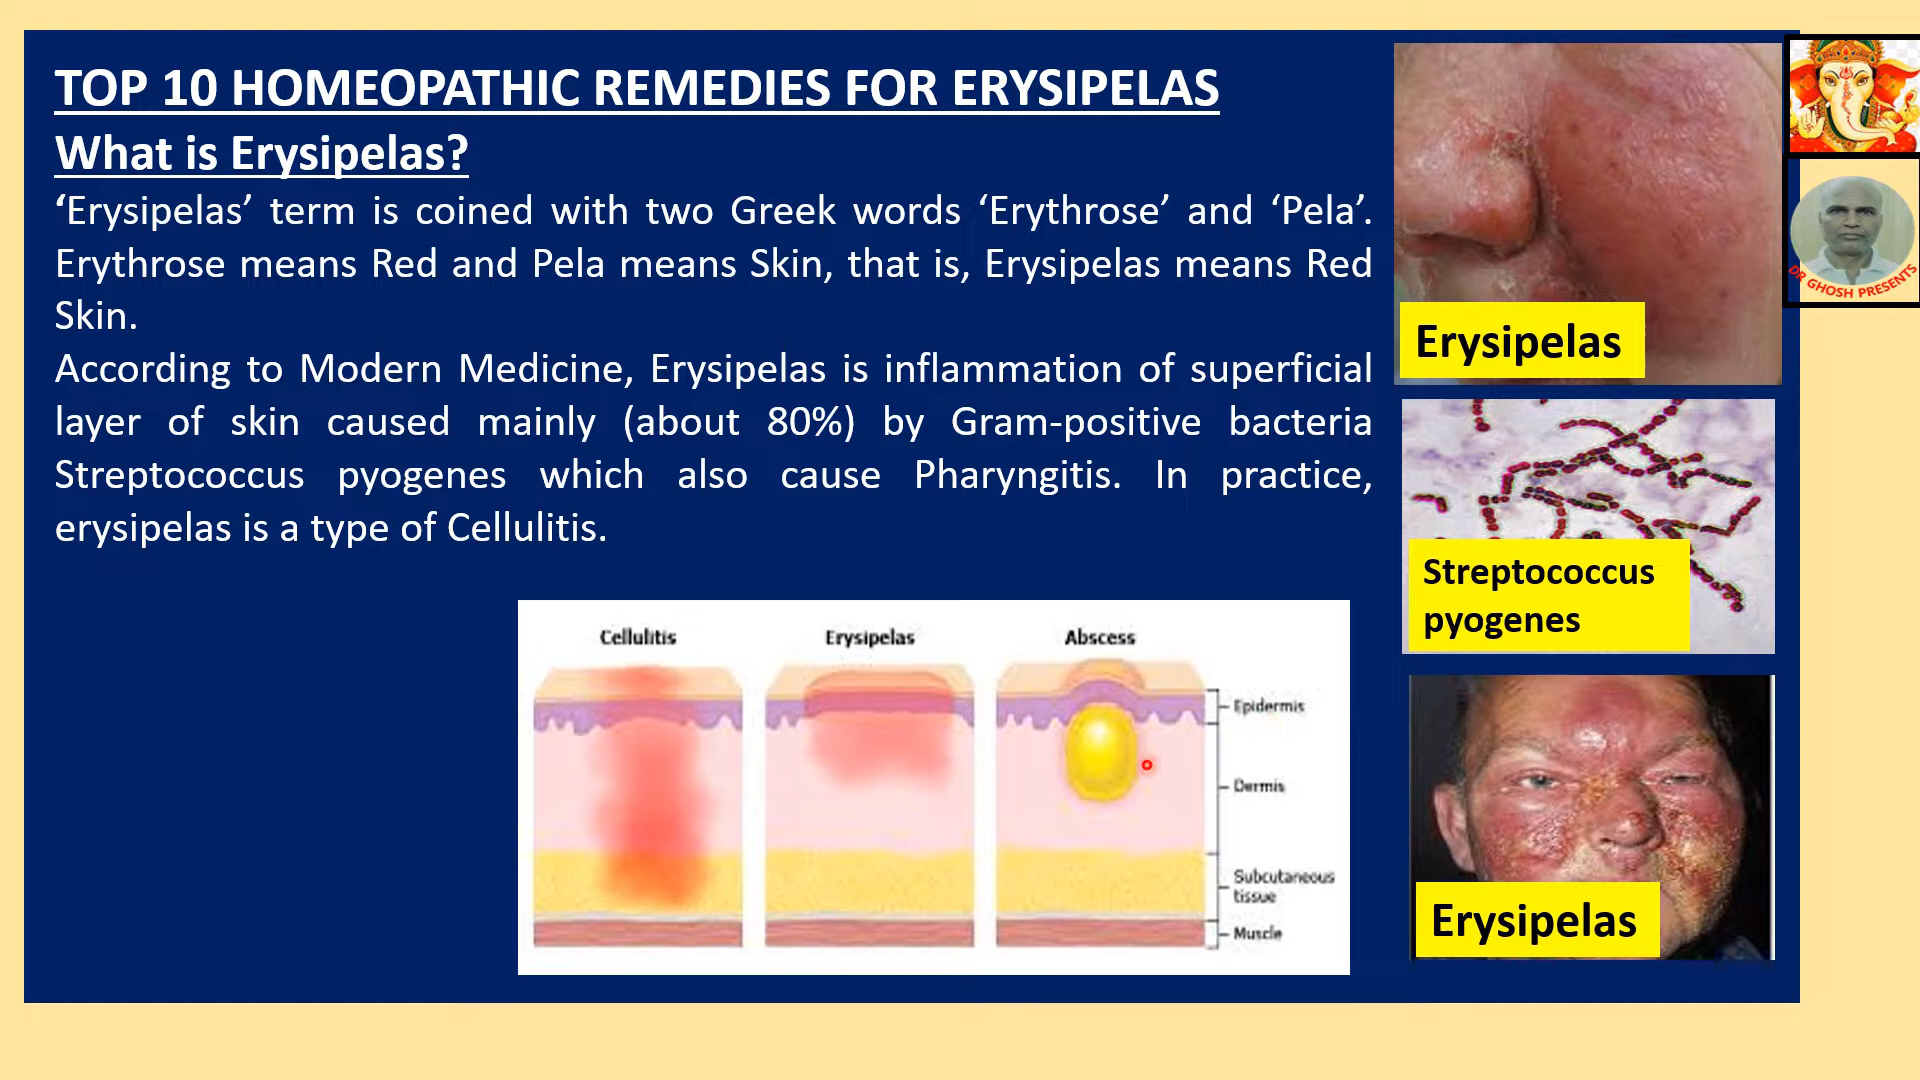 TOP 10 HOMEOPATHIC REMEDIES FOR ERYSIPELAS
What is Erysipelas?
‘Erysipelas’ term is coined with two Greek words ‘Erythrose’ and ‘Pela’.
Erythrose means Red and Pela means Skin, that is, Erysipelas means Red
Skin.
According to Modern Medicine, Erysipelas is inflammation of superficial
layer of skin caused mainly (about 80%) by Gram-positive bacteria
Streptococcus pyogenes which also cause Pharyngitis. In practice,
erysipelas is a type of Cellulitis.
Cellulitis
Erysipelas
Abscess
Epidermis
Dermis
Subcutaneous
tissue
Muscle
Erysipelas
Streptococcus
pyogenes
Erysipelas
DR GHOSH PRESENTS